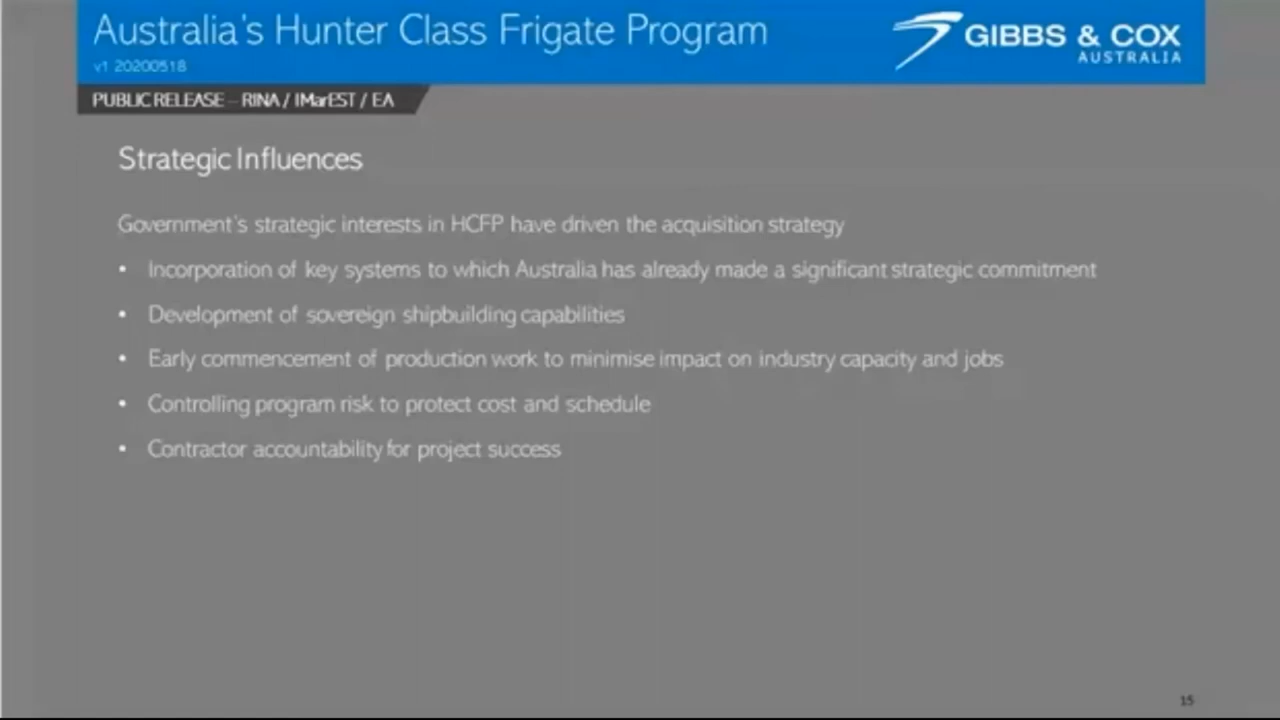 Australia's Hunter Class Frigate Program
v1 20200518
GIBBS & COX
AUSTRALIA
PUBLIC RELEASE – RINA / IMarEST / EA
Strategic Influences
Government's strategic interests in HCFP have driven the acquisition strategy
• Incorporation of key systems to which Australia has already made a significant strategic commitment
• Development of sovereign shipbuilding capabilities
• Early commencement of production work to minimise impact on industry capacity and jobs
• Controlling program risk to protect cost and schedule
• Contractor accountability for project success
15